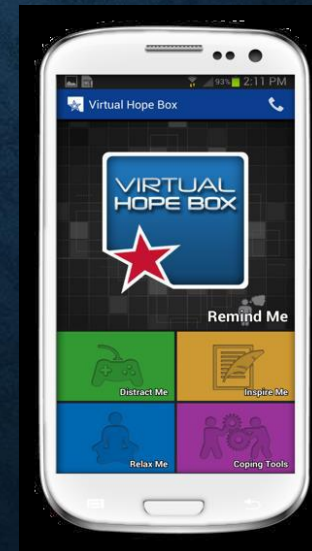 93% 2:11 PM
Virtual Hope Box
VIRTUAL
HOPE BOX
Remind Me
Distract Me
Inspire Me
Relax Me
Coping Tools